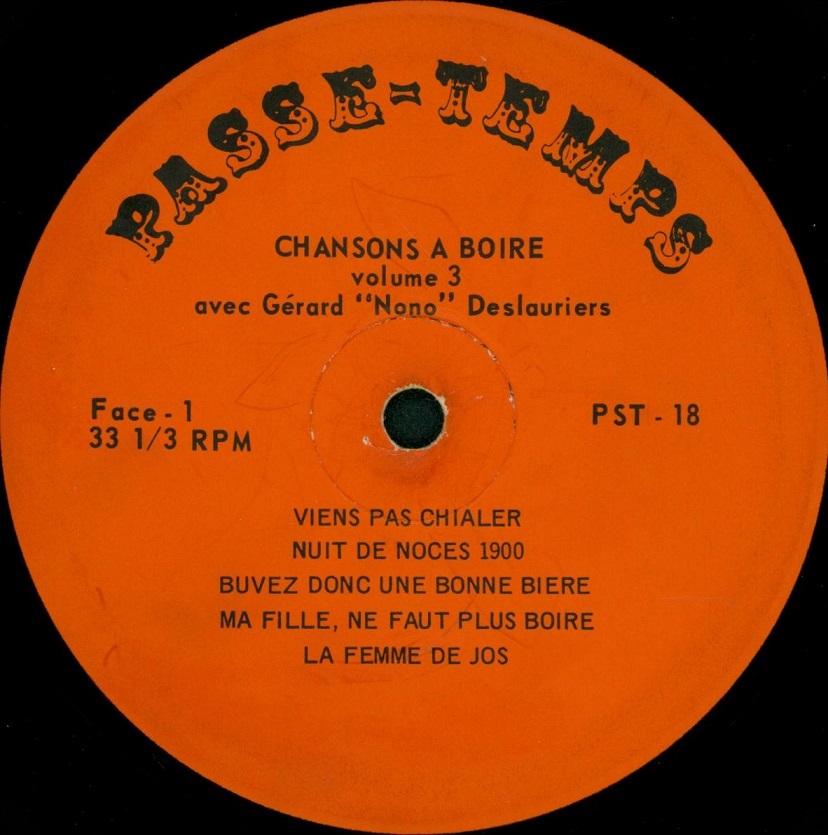 PASSE-TEMPS
CHANSONS A BOIRE
volume 3
avec Gérard "Nono" Deslauriers
Face - 1
33 1/3 RPM
PST - 18
VIENS PAS CHIALER
NUIT DE NOCES 1900
BUVEZ DONC UNE BONNE BIERE
MA FILLE, NE FAUT PLUS BOIRE
LA FEMME DE JOS